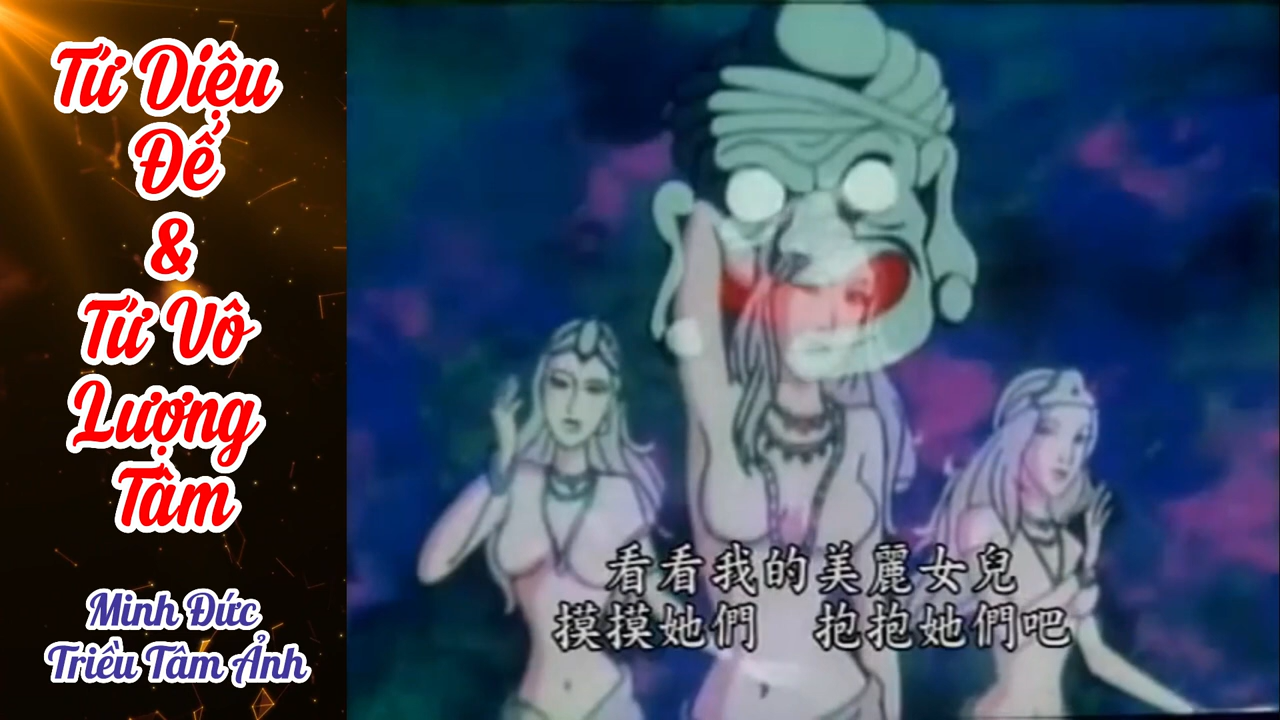 Tứ Diệu
Đế
&
Tứ Vô
Lượng
Tâm
Minh Đức
Triều Tâm Ảnh
看看我的美麗女兒
摸摸她們 抱抱她們吧